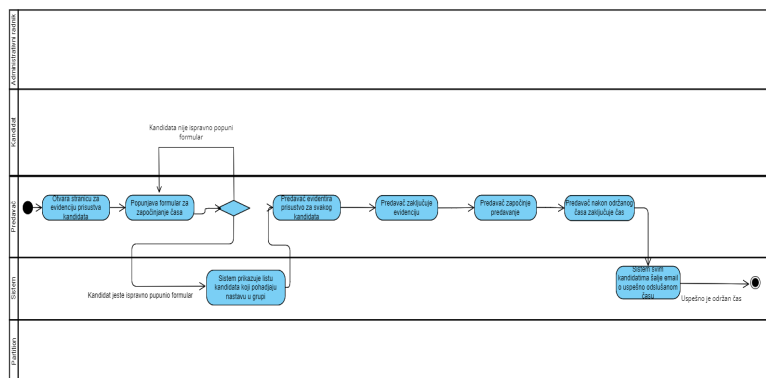 Administrativni radnik
Kandidat
Kandidata nije ispravno popuni
formular
Predavač
Otvara stranicu za
evidenciju prisustva
kandidata
Popunjava formular za
započinjanje časa
Predavač evidentira
prisustvo za svakog
kandidata
Predavač zaključuje
evidenciju
Predavač započinje
predavanje
Predavač nakon održanog
časa zaključuje čas
Sistem
Kandidat jeste ispravno pupunio formular
Sistem prikazuje listu
kandidata koji pohadjaju
nastavu u grupi
Sistem svim
kandidatima šalje email
o uspešno odslušanom
času
Uspešno je održan čas
Partition